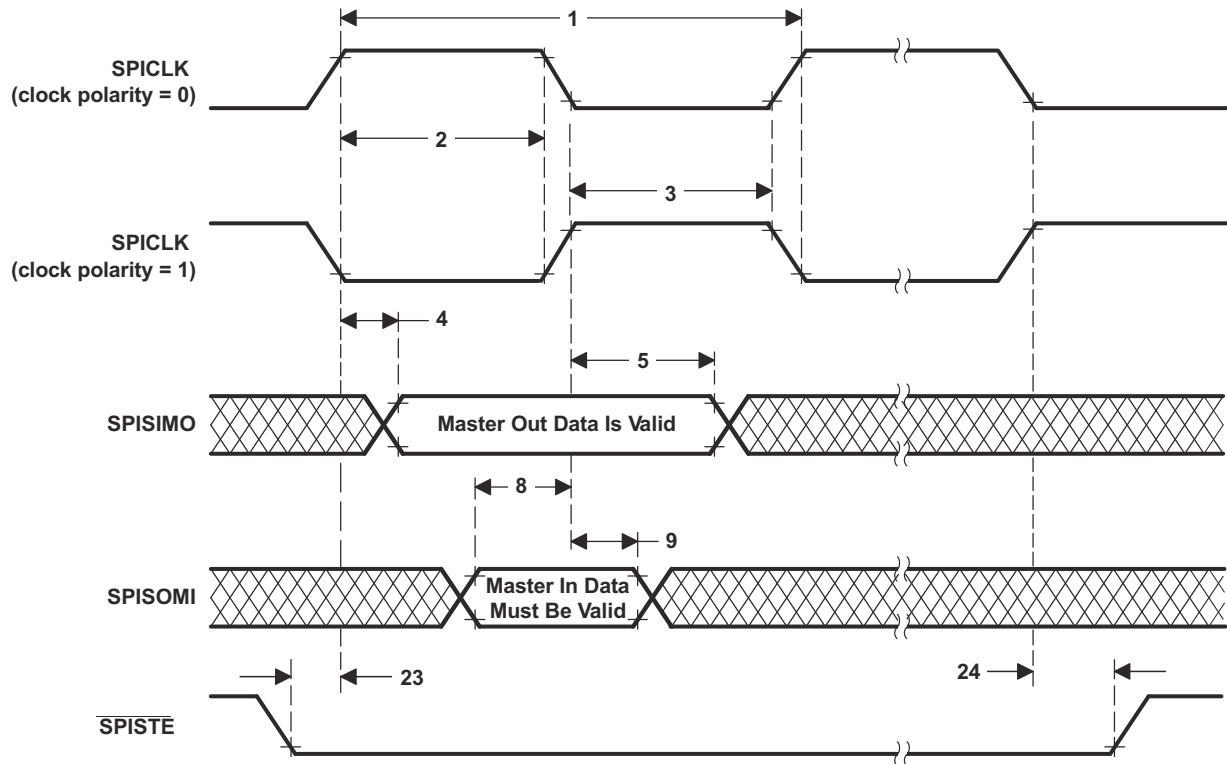 1
SPICLK
(clock polarity = 0)
2
3
SPICLK
(clock polarity = 1)
4
5
SPISIMO
Master Out Data Is Valid
8
9
SPISOMI
Master In Data
Must Be Valid
23
24
SPISTE